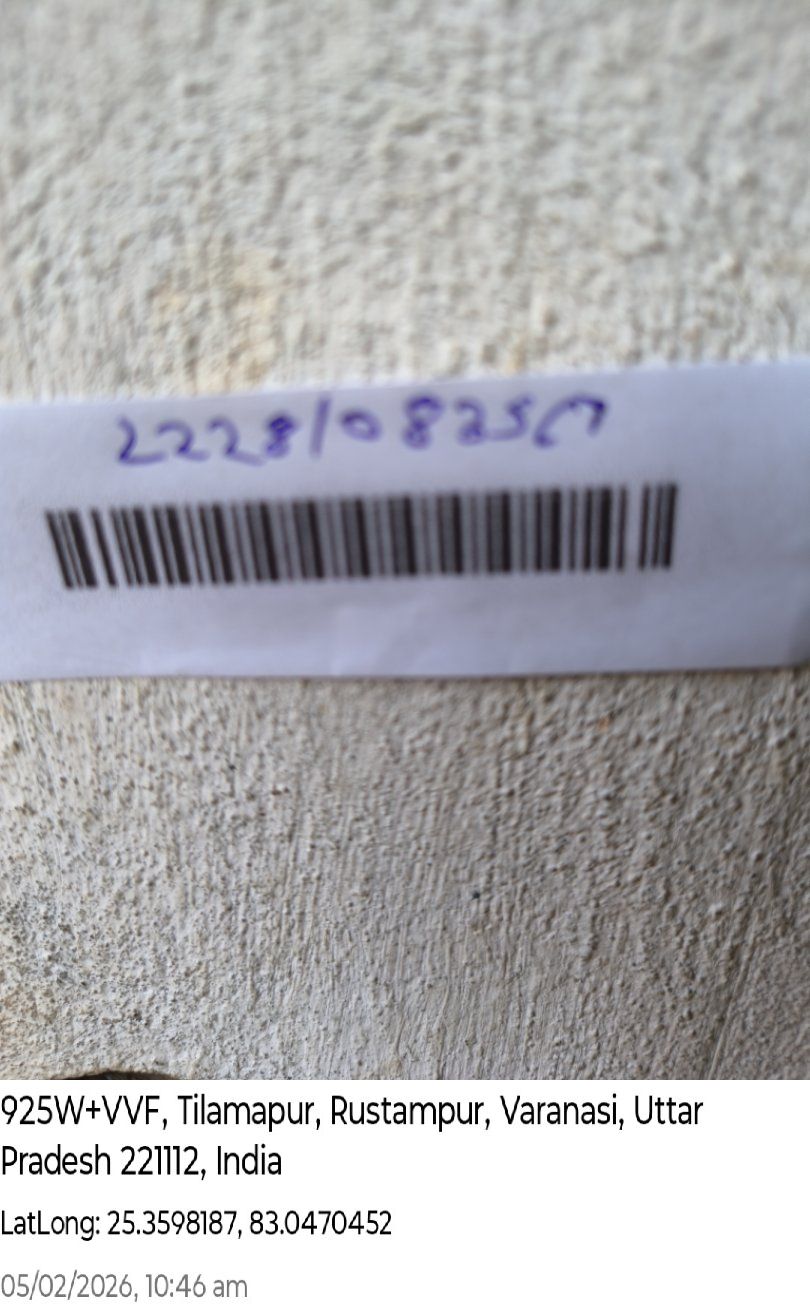 925W+VVF, Tilamapur, Rustampur, Varanasi, Uttar
Pradesh 221112, India
LatLong: 25.3598187, 83.0470452
05/02/2026, 10:46 am